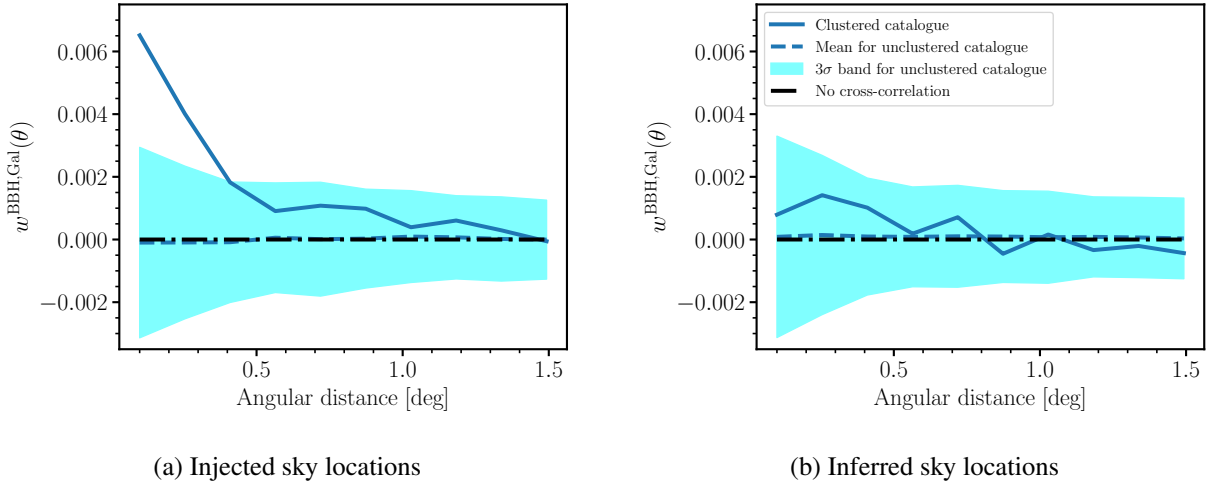 0.006
0.004
0.002
0.000
−0.002
w^{BBH,Gal}(θ)
0.5
1.0
1.5
Angular distance [deg]
(a) Injected sky locations
Clustered catalogue
Mean for unclustered catalogue
3σ band for unclustered catalogue
No cross-correlation
0.006
0.004
0.002
0.000
−0.002
w^{BBH,Gal}(θ)
0.5
1.0
1.5
Angular distance [deg]
(b) Inferred sky locations